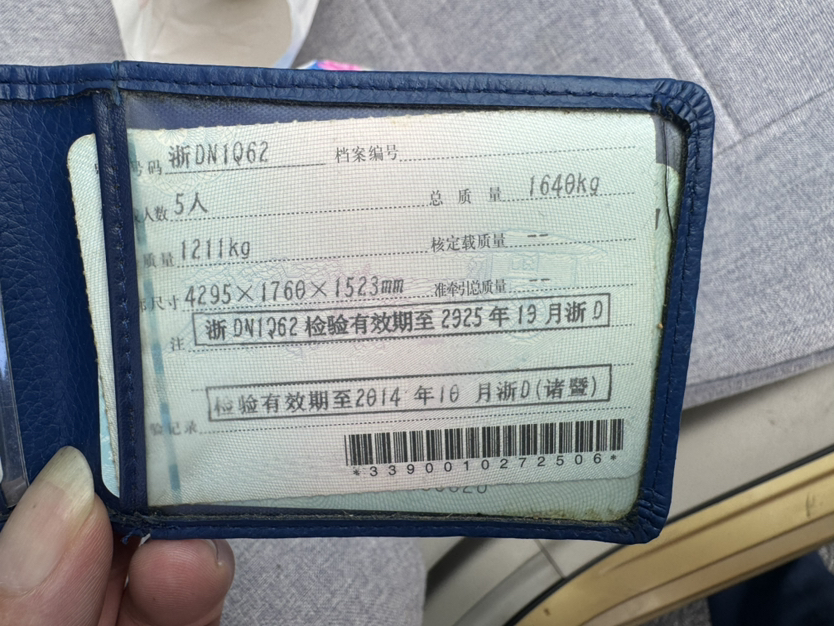 号码 浙DN1Q62 档案编号
人数 5人 总质量 1640kg
质量 1211kg 核定载质量 --
尺寸 4295×1760×1523mm 准牵引总质量 --
注 浙DN1Q62 检验有效期至 2025年10月浙D
检验有效期至2014年10月浙D(诸暨)
验记录
*3390010272506*